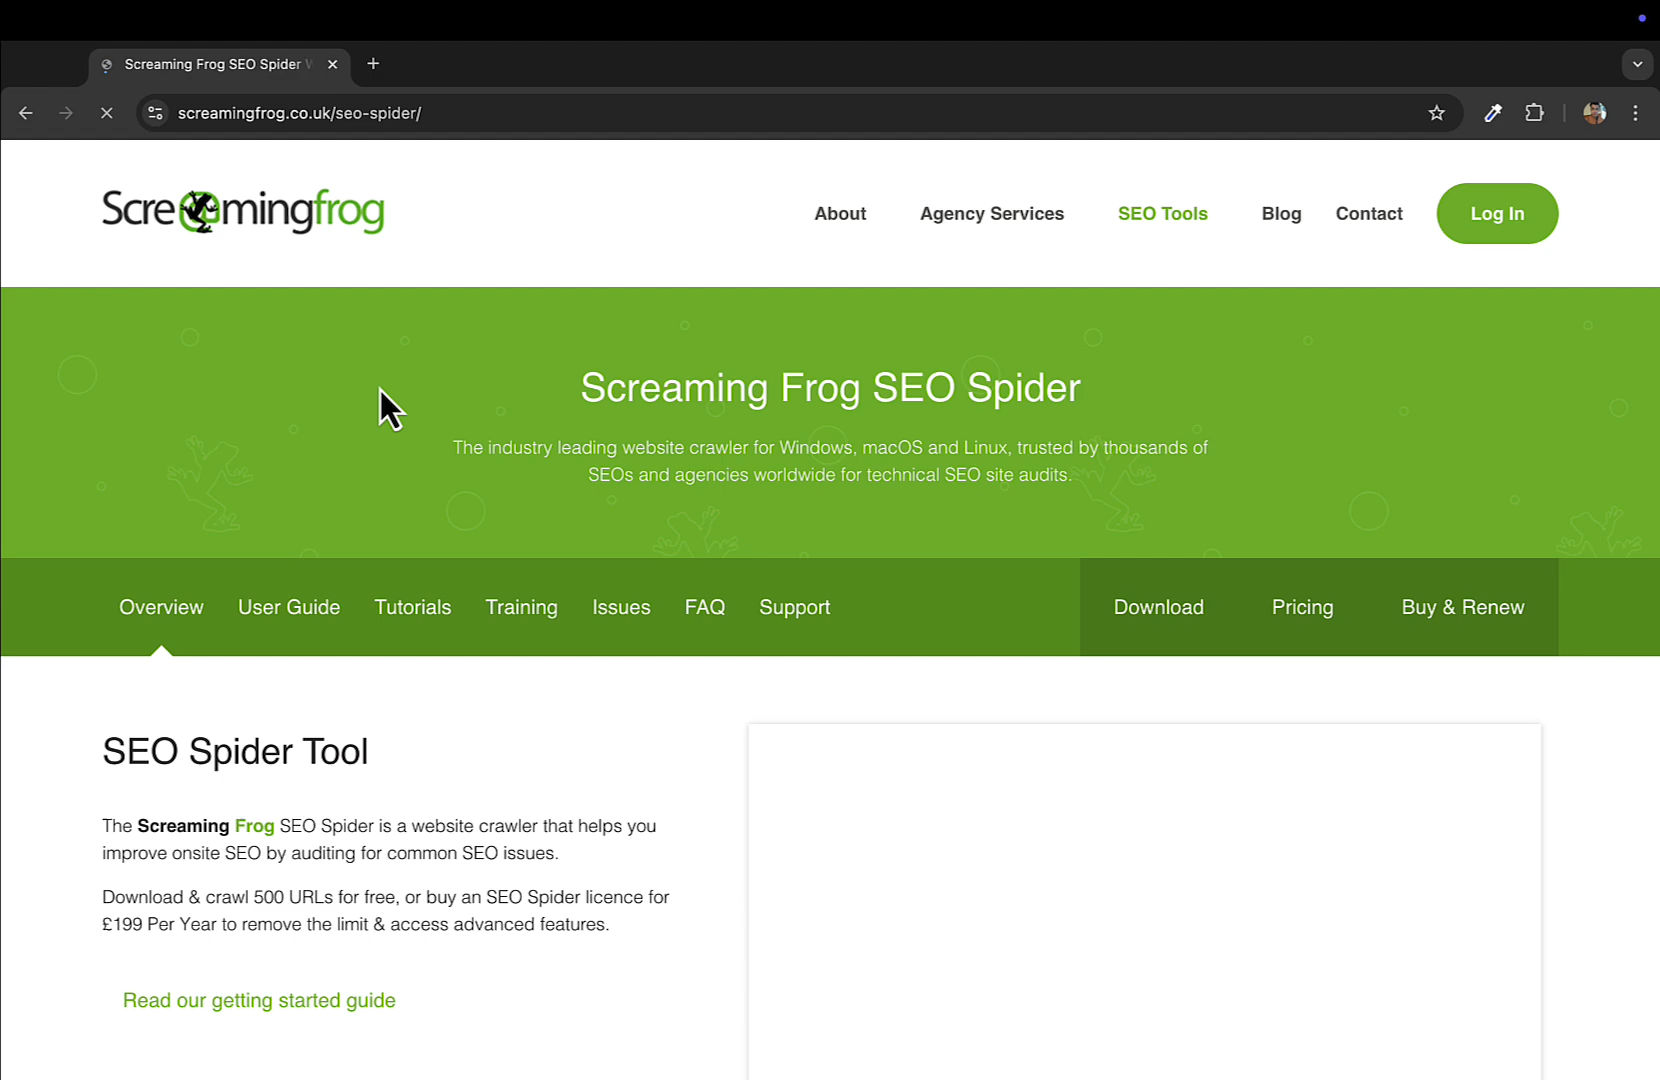 Screaming Frog SEO Spider
screamingfrog.co.uk/seo-spider/
Screamingfrog
About Agency Services SEO Tools Blog Contact Log In
Screaming Frog SEO Spider
The industry leading website crawler for Windows, macOS and Linux, trusted by thousands of
SEOs and agencies worldwide for technical SEO site audits.
Overview User Guide Tutorials Training Issues FAQ Support Download Pricing Buy & Renew
SEO Spider Tool
The Screaming Frog SEO Spider is a website crawler that helps you
improve onsite SEO by auditing for common SEO issues.
Download & crawl 500 URLs for free, or buy an SEO Spider licence for
£199 Per Year to remove the limit & access advanced features.
Read our getting started guide